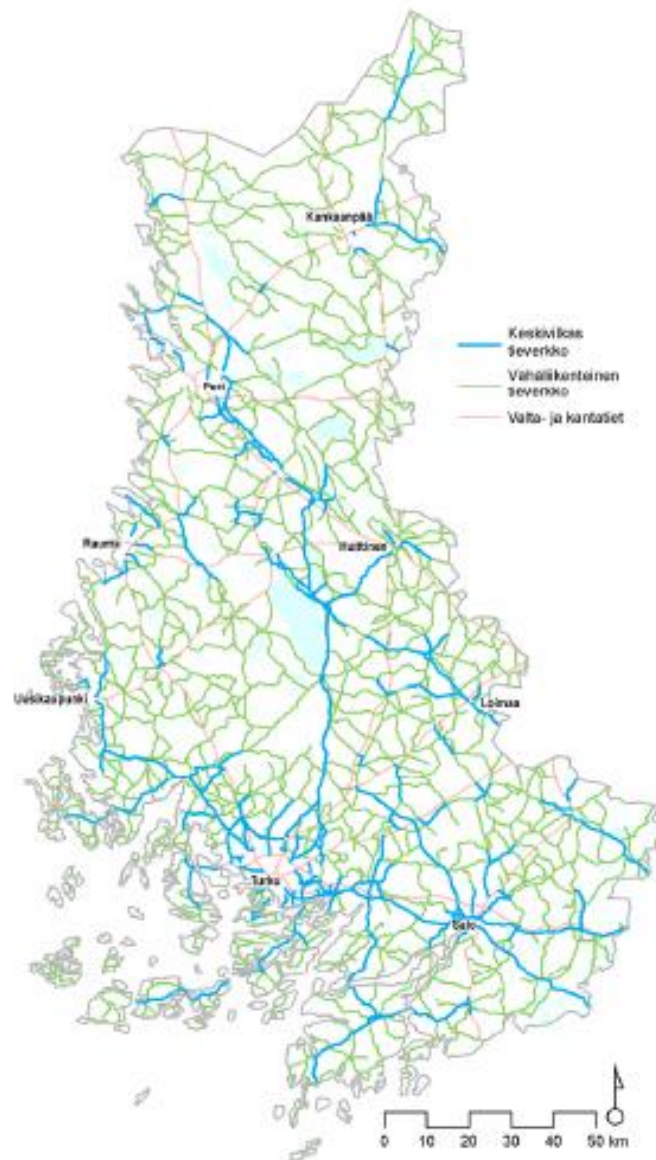 Kankaanpää
Keskivilkas
tieverkko
Vähäliikenteinen
tieverkko
Valta- ja kantatiet
Pori
Rauma
Huittinen
Uusikaupunki
Loimaa
Turku
Salo
0 10 20 30 40 50 km